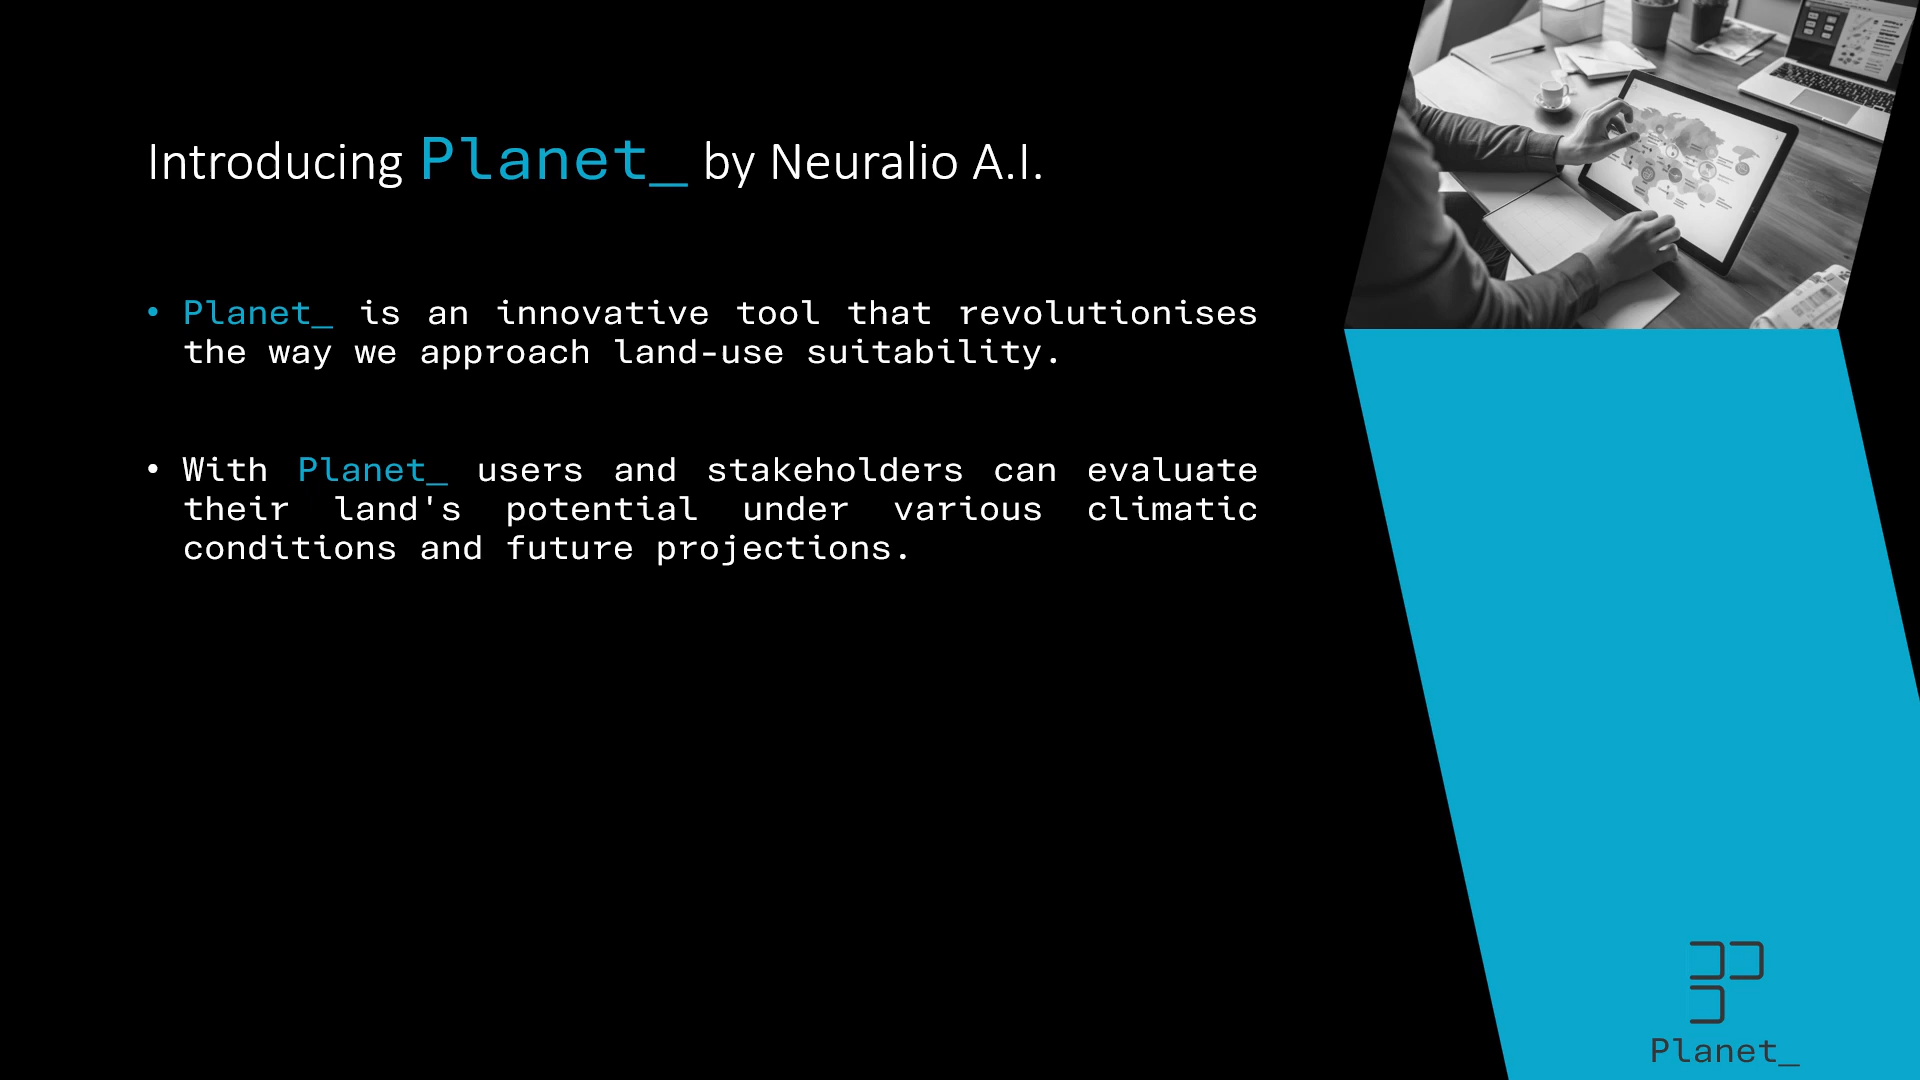 Introducing Planet_ by Neuralio A.I.
• Planet_ is an innovative tool that revolutionises
the way we approach land-use suitability.
• With Planet_ users and stakeholders can evaluate
their land's potential under various climatic
conditions and future projections.
Planet_